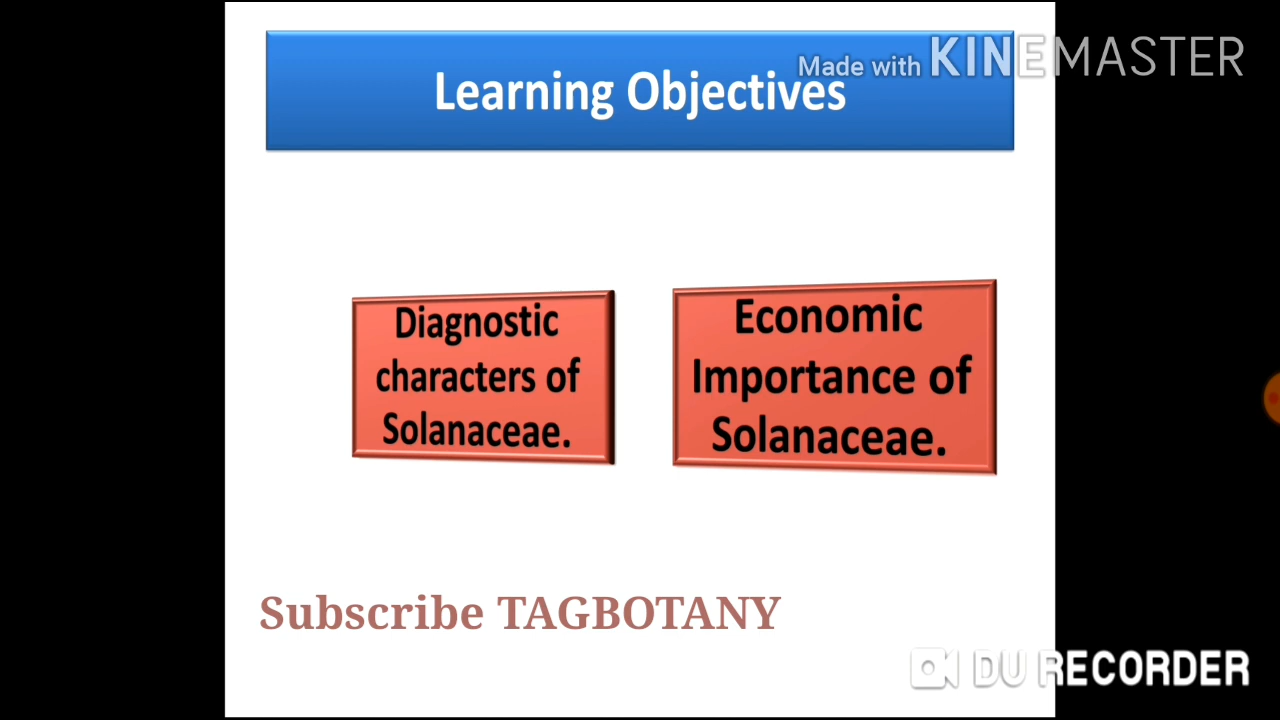 Made with KINEMASTER
Learning Objectives
Diagnostic
characters of
Solanaceae.
Economic
Importance of
Solanaceae.
Subscribe TAGBOTANY
DU RECORDER